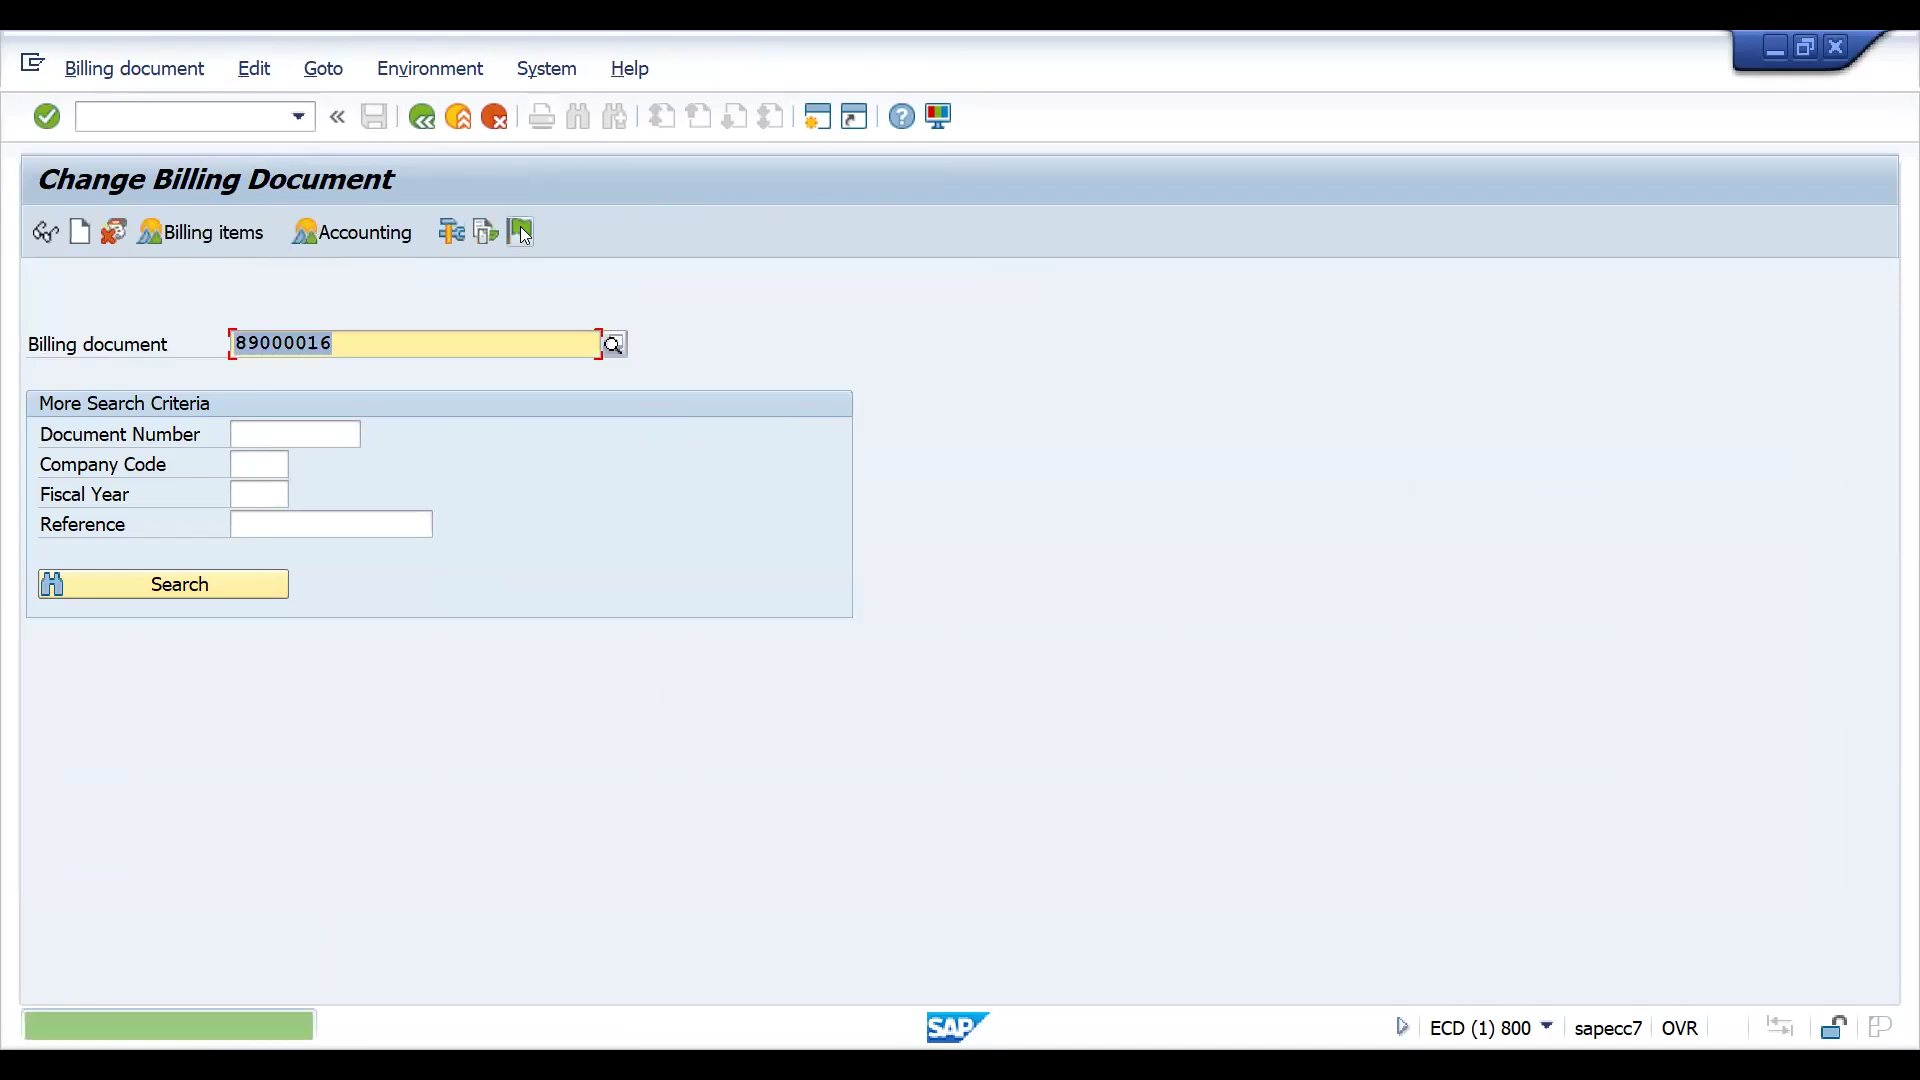 Billing document Edit Goto Environment System Help
Change Billing Document
Billing items Accounting
Billing document 89000016
More Search Criteria
Document Number
Company Code
Fiscal Year
Reference
Search
SAP ECD (1) 800 sapecc7 OVR